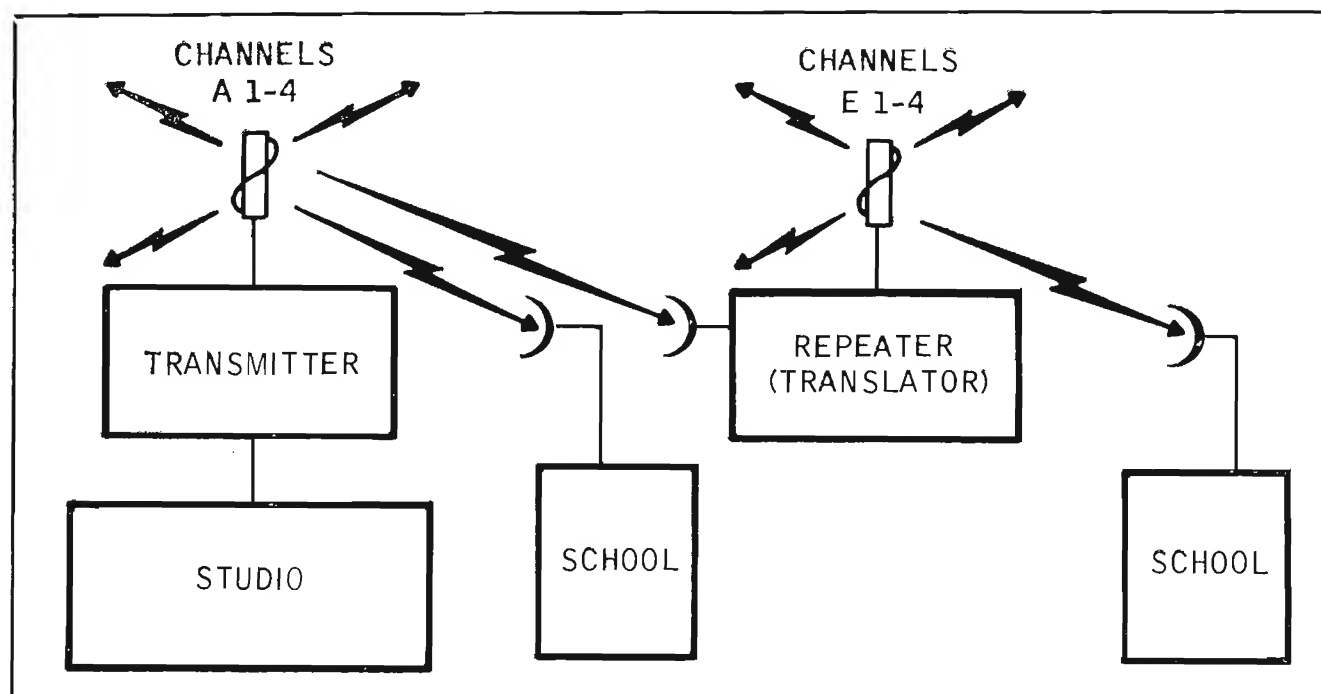 CHANNELS
A 1-4
CHANNELS
E 1-4
TRANSMITTER
REPEATER
(TRANSLATOR)
STUDIO
SCHOOL
SCHOOL